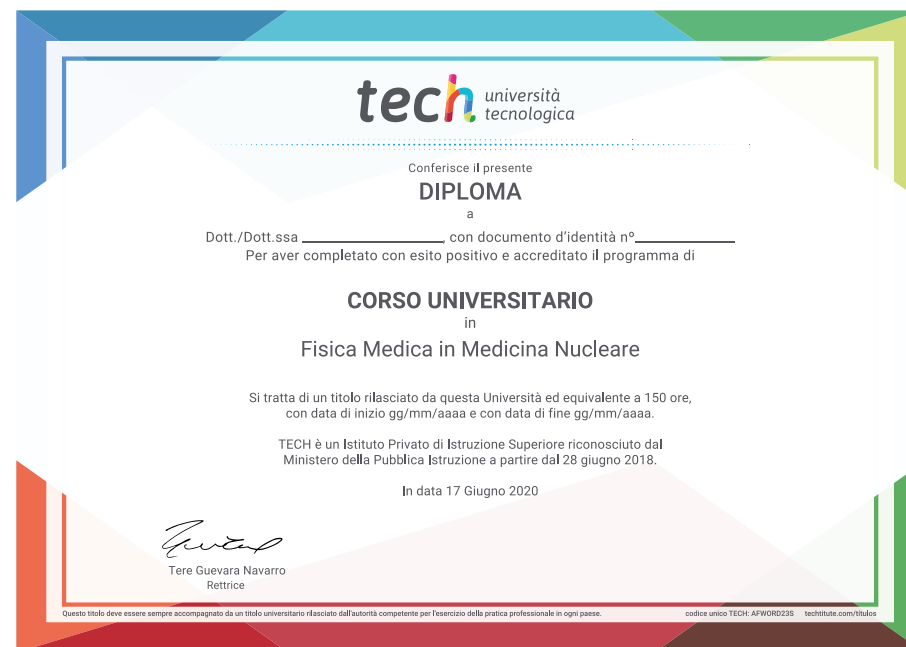 tech università
tecnologica
Conferisce il presente
DIPLOMA
a
Dott./Dott.ssa ____________________, con documento d'identità nº______________
Per aver completato con esito positivo e accreditato il programma di
CORSO UNIVERSITARIO
in
Fisica Medica in Medicina Nucleare
Si tratta di un titolo rilasciato da questa Università ed equivalente a 150 ore,
con data di inizio gg/mm/aaaa e con data di fine gg/mm/aaaa.
TECH è un Istituto Privato di Istruzione Superiore riconosciuto dal
Ministero della Pubblica Istruzione a partire dal 28 giugno 2018.
In data 17 Giugno 2020
Tere Guevara Navarro
Rettrice
Questo titolo deve essere sempre accompagnato da un titolo universitario rilasciato dall'autorità competente per l'esercizio della pratica professionale in ogni paese.
codice unico TECH: AFWORD23S techtitute.com/titulos